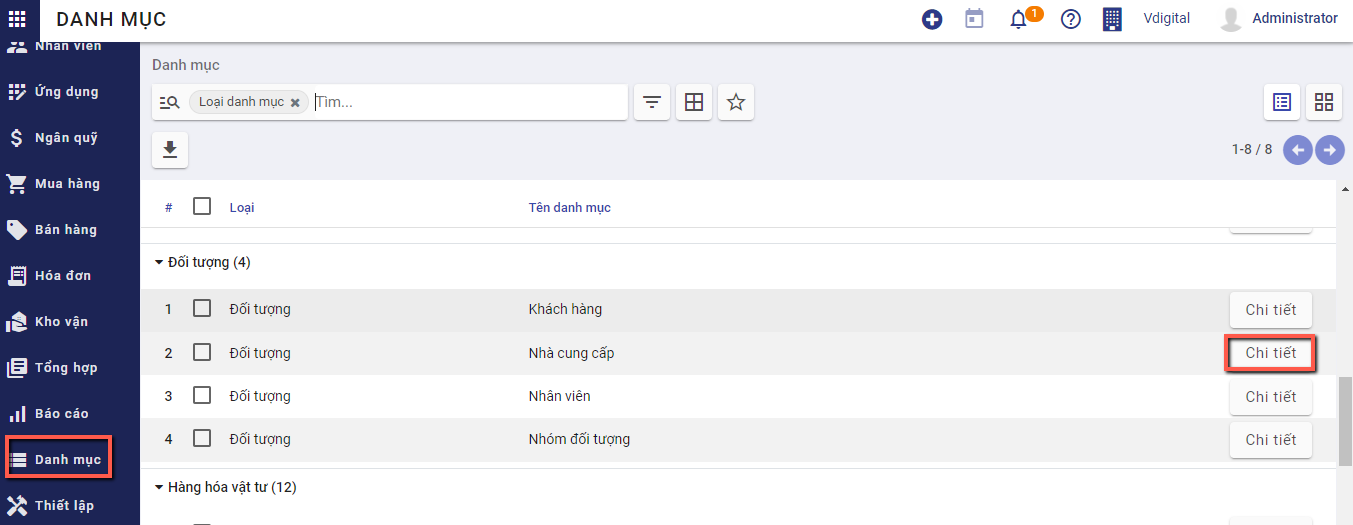 DANH MỤC
1
Vdigital
Administrator
Nhân viên
Ứng dụng
Ngân quỹ
Mua hàng
Bán hàng
Hóa đơn
Kho vận
Tổng hợp
Báo cáo
Danh mục
Thiết lập
Danh mục
Loại danh mục Tìm...
1-8 / 8
# Loại Tên danh mục
Đối tượng (4)
1 Đối tượng Khách hàng Chi tiết
2 Đối tượng Nhà cung cấp Chi tiết
3 Đối tượng Nhân viên Chi tiết
4 Đối tượng Nhóm đối tượng Chi tiết
Hàng hóa vật tư (12)